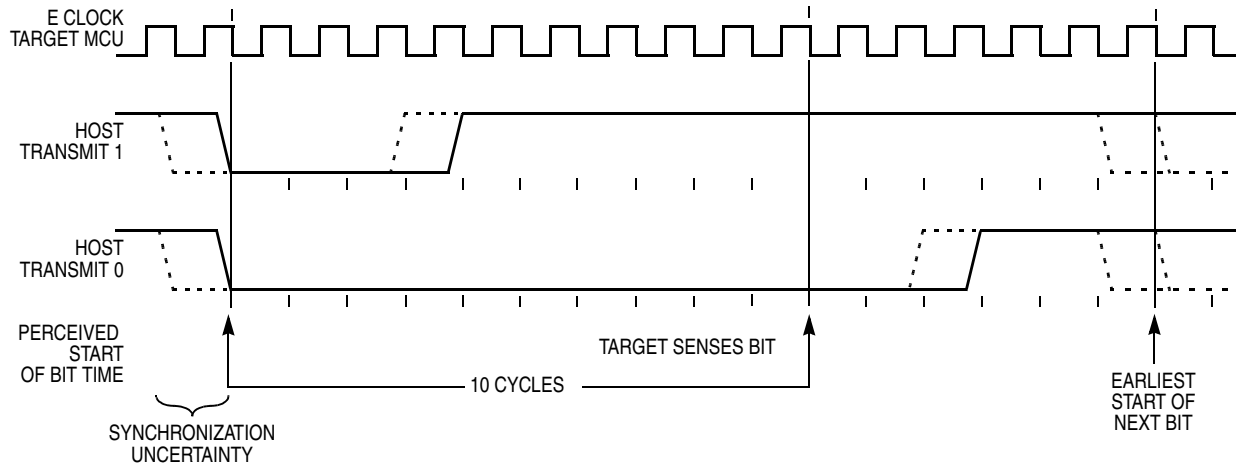 E CLOCK
TARGET MCU
HOST
TRANSMIT 1
HOST
TRANSMIT 0
PERCEIVED
START
OF BIT TIME
TARGET SENSES BIT
10 CYCLES
EARLIEST
START OF
NEXT BIT
SYNCHRONIZATION
UNCERTAINTY